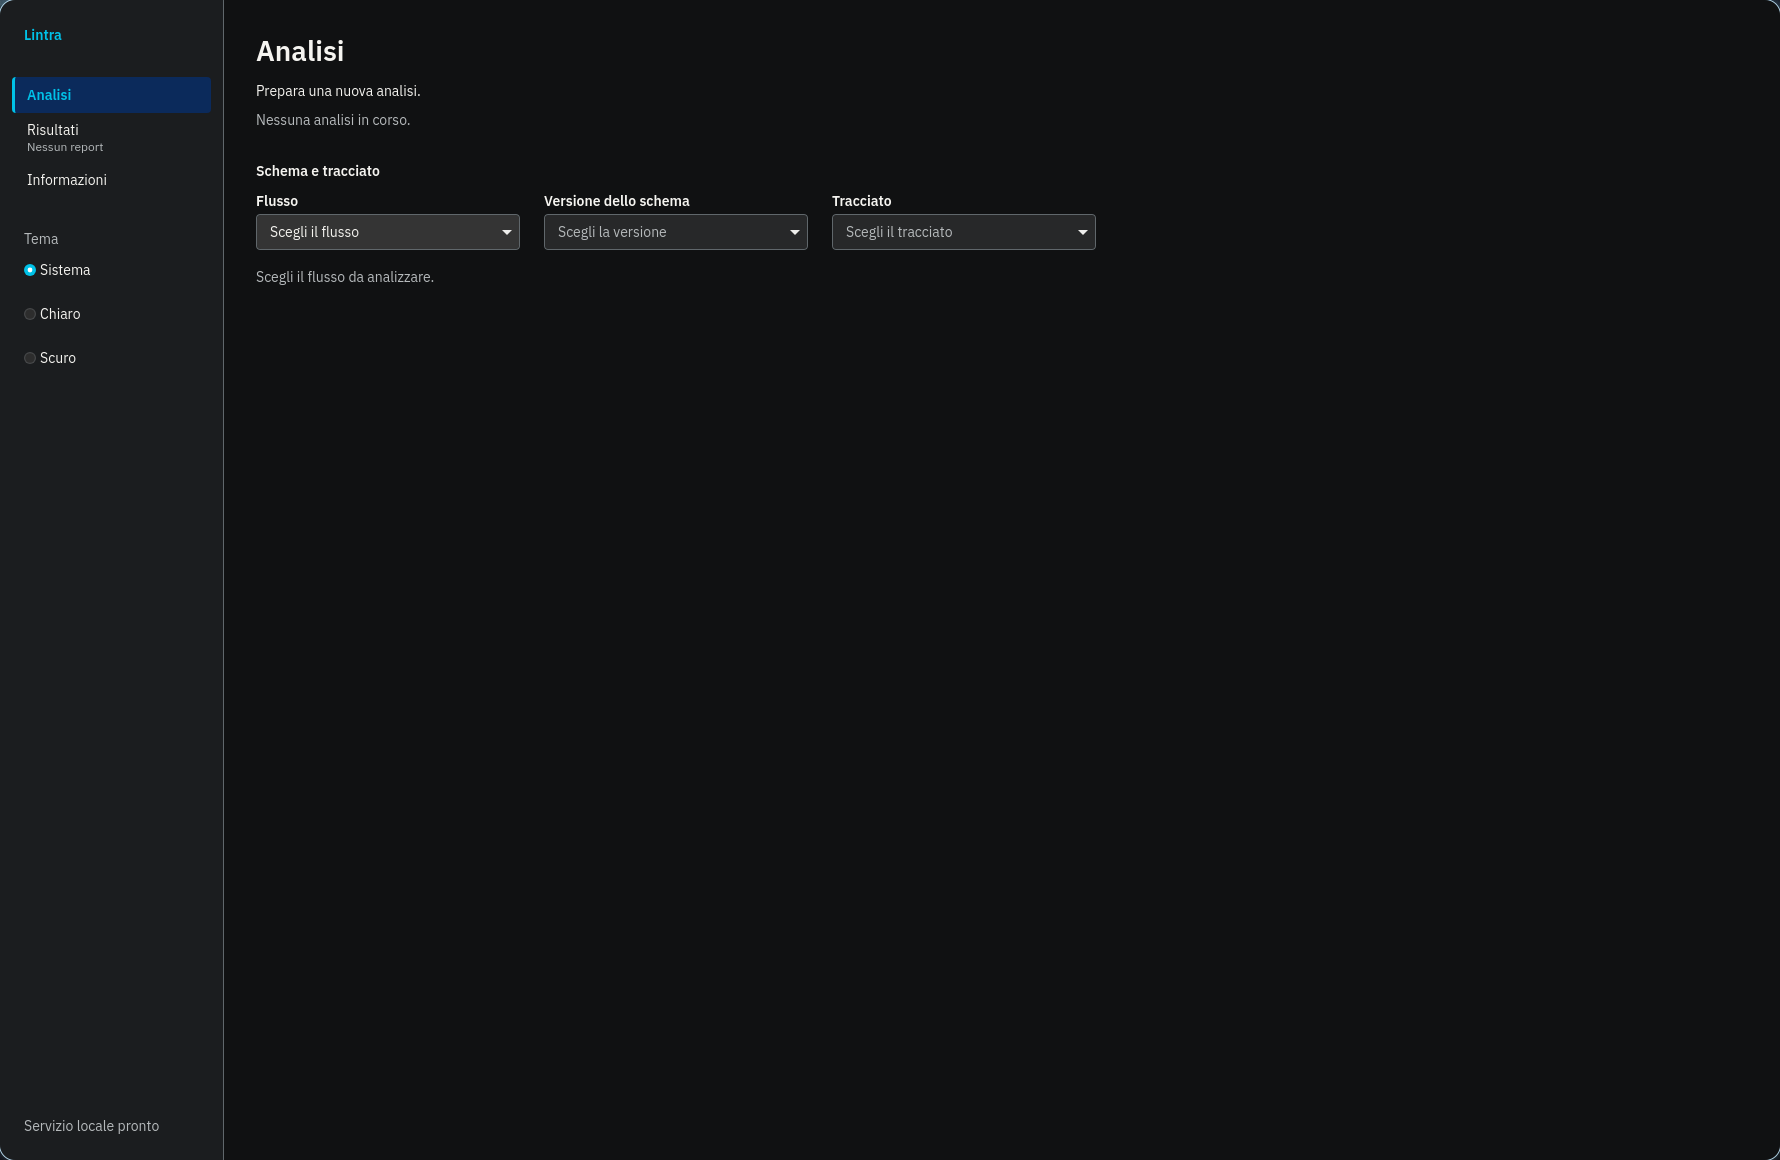 Lintra
Analisi
Risultati
Nessun report
Informazioni
Tema
Sistema
Chiaro
Scuro
Servizio locale pronto
Analisi
Prepara una nuova analisi.
Nessuna analisi in corso.
Schema e tracciato
Flusso
Scegli il flusso
Versione dello schema
Scegli la versione
Tracciato
Scegli il tracciato
Scegli il flusso da analizzare.